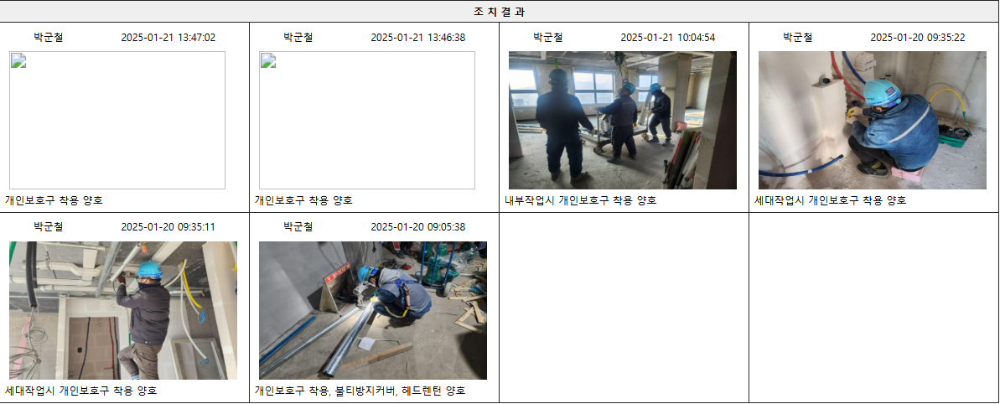 조 치 결 과
박군철 2025-01-21 13:47:02
박군철 2025-01-21 13:46:38
박군철 2025-01-21 10:04:54
박군철 2025-01-20 09:35:22
개인보호구 착용 양호
개인보호구 착용 양호
내부작업시 개인보호구 착용 양호
세대작업시 개인보호구 착용 양호
박군철 2025-01-20 09:35:11
박군철 2025-01-20 09:05:38
세대작업시 개인보호구 착용 양호
개인보호구 착용, 불티방지커버, 헤드렌턴 양호